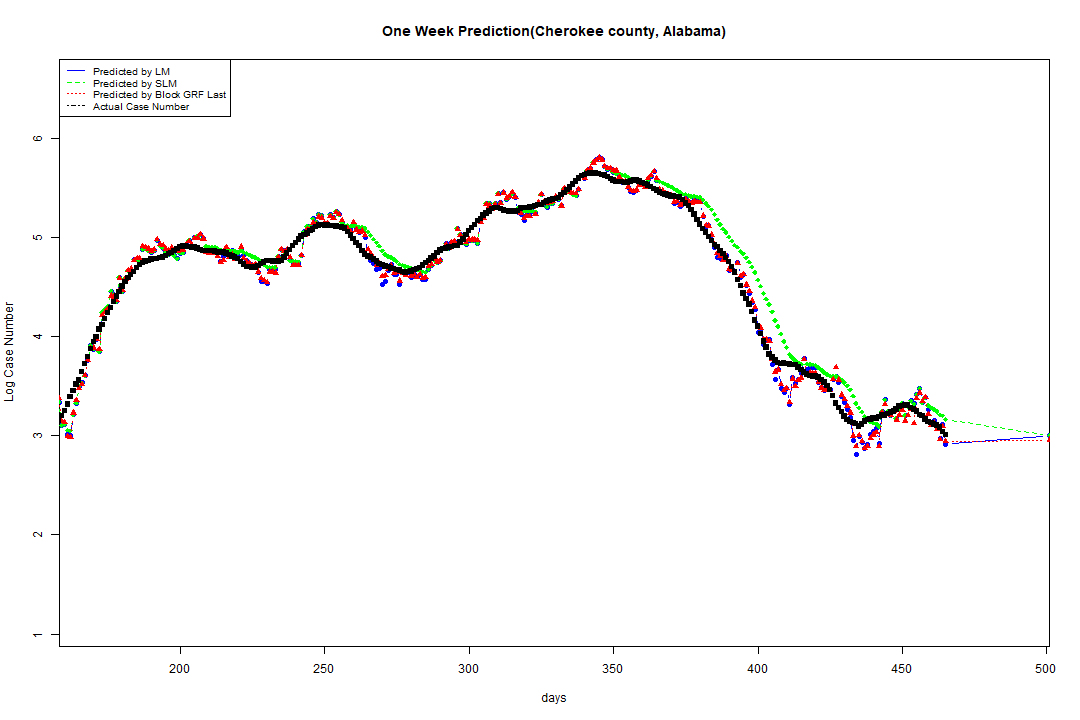 One Week Prediction(Cherokee county, Alabama)
Predicted by LM
Predicted by SLM
Predicted by Block GRF Last
Actual Case Number
Log Case Number
6
5
4
3
2
1
200 250 300 350 400 450 500
days